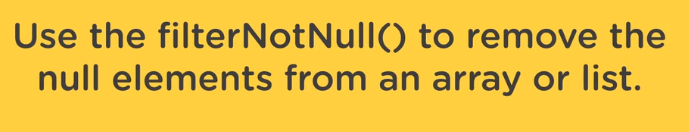 Use the filterNotNull() to remove the
null elements from an array or list.